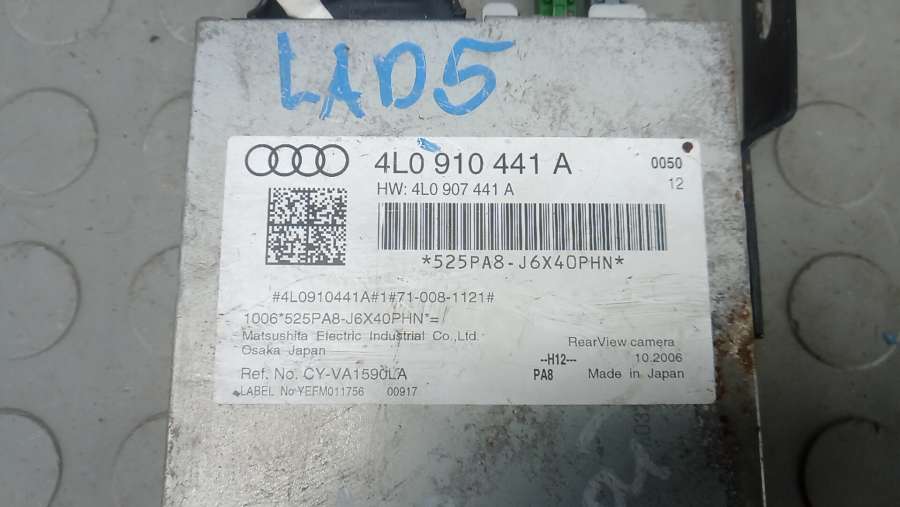 LAD5
4L0 910 441 A
0050
HW: 4L0 907 441 A
12
*525PA8-J6X40PHN*
#4L0910441A#1#71-008-1121#
1006*525PA8-J6X40PHN*=
Matsushita Electric Industrial Co.,Ltd.
RearView camera
Osaka Japan
--H12---
10.2006
Ref. No. CY-VA1590LA
PA8
Made in Japan
LABEL No YEFM011756 00917